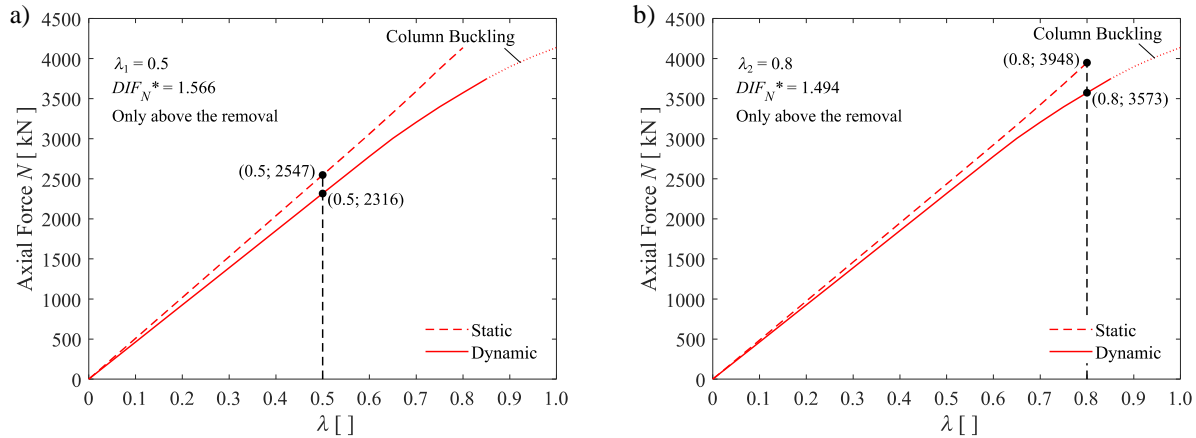 a)
4500
4000
3500
3000
2500
2000
1500
1000
500
0
Axial Force N [ kN ]
Column Buckling
λ1 = 0.5
DIFN* = 1.566
Only above the removal
(0.5; 2547)
(0.5; 2316)
Static
Dynamic
0 0.1 0.2 0.3 0.4 0.5 0.6 0.7 0.8 0.9 1.0
λ [ ]
b)
4500
4000
3500
3000
2500
2000
1500
1000
500
0
Axial Force N [ kN ]
Column Buckling
(0.8; 3948)
λ2 = 0.8
DIFN* = 1.494
(0.8; 3573)
Only above the removal
Static
Dynamic
0 0.1 0.2 0.3 0.4 0.5 0.6 0.7 0.8 0.9 1.0
λ [ ]